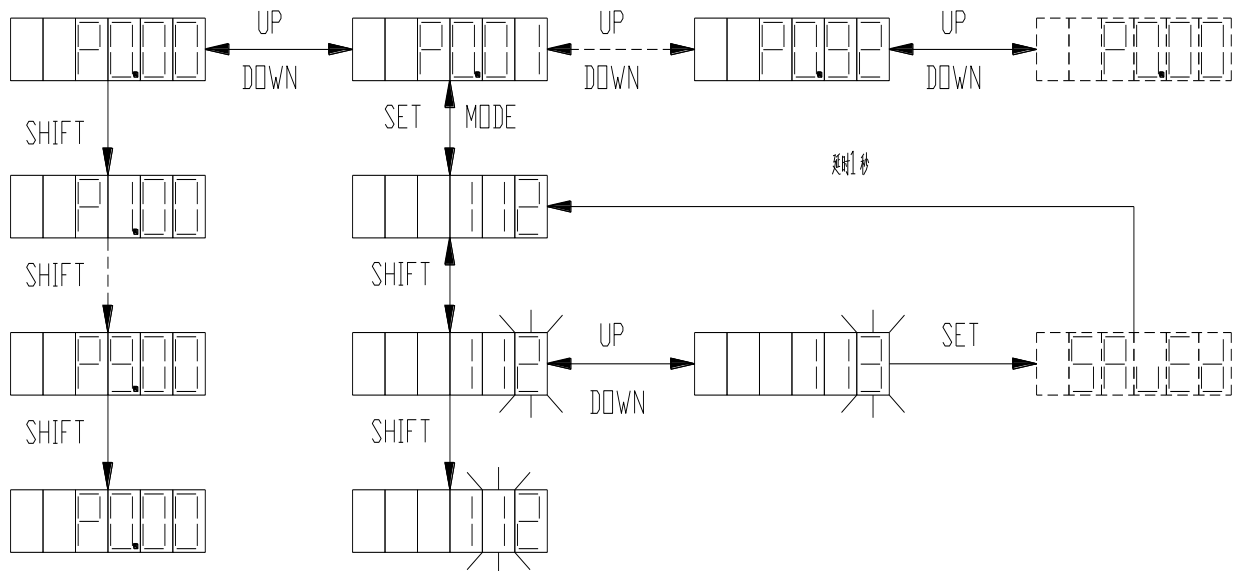 UP UP UP
P0.00 P0.01 P0.92 P0.00
DOWN DOWN DOWN
SHIFT SET MODE
延时1秒
P1.00 112
SHIFT SHIFT
UP SET
P9.00 112 113 SAVEd
DOWN
SHIFT SHIFT
P0.00 112